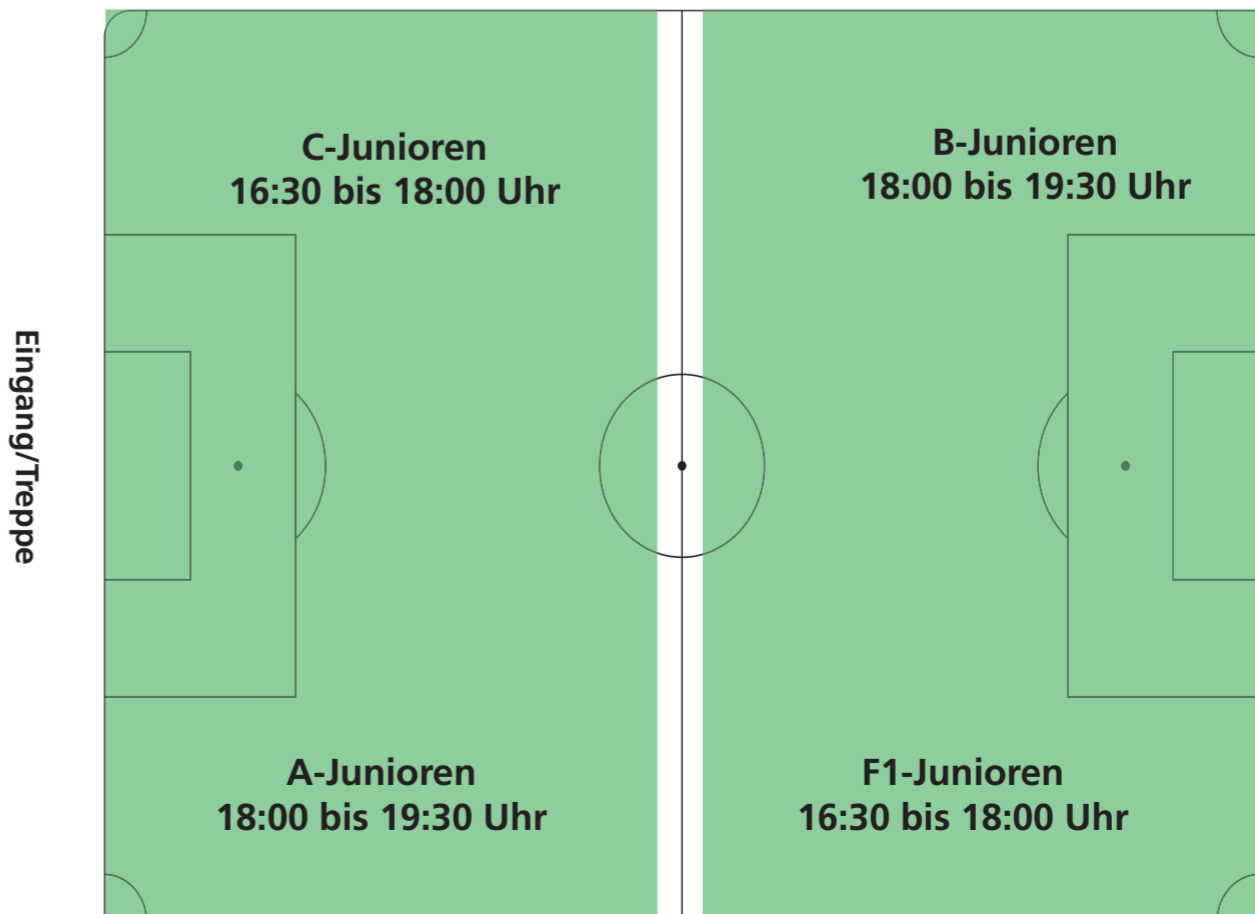 C-Junioren
16:30 bis 18:00 Uhr
B-Junioren
18:00 bis 19:30 Uhr
Eingang/Treppe
A-Junioren
18:00 bis 19:30 Uhr
F1-Junioren
16:30 bis 18:00 Uhr